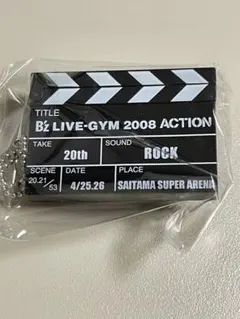 TITLE
B'z LIVE-GYM 2008 ACTION
TAKE
20th
SOUND
ROCK
SCENE
20.21/53
DATE
4/25.26
PLACE
SAITAMA SUPER ARENA